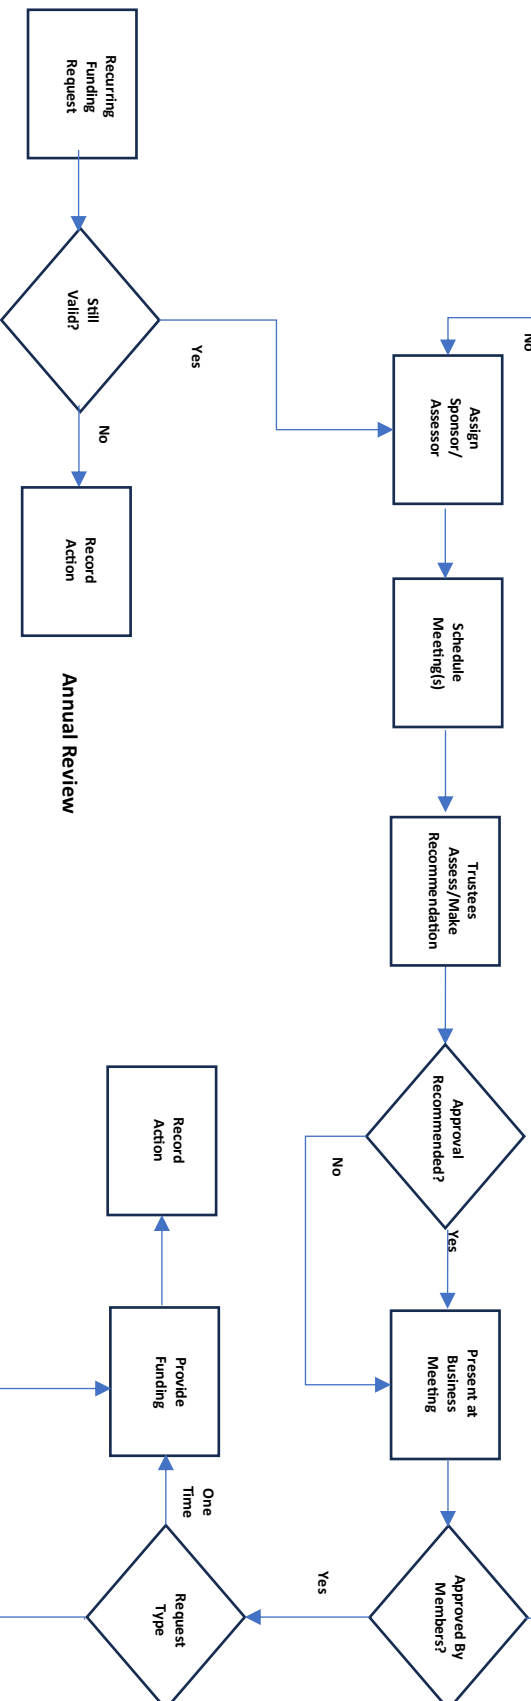 Recurring
Funding
Request
Still
Valid?
Yes
No
Record
Action
Annual Review
No
Assign
Sponsor/
Assessor
Schedule
Meeting(s)
Trustees
Assess/Make
Recommendation
Approval
Recommended?
Yes
No
Present at
Business
Meeting
Approved By
Members?
Yes
Request
Type
One
Time
Provide
Funding
Record
Action